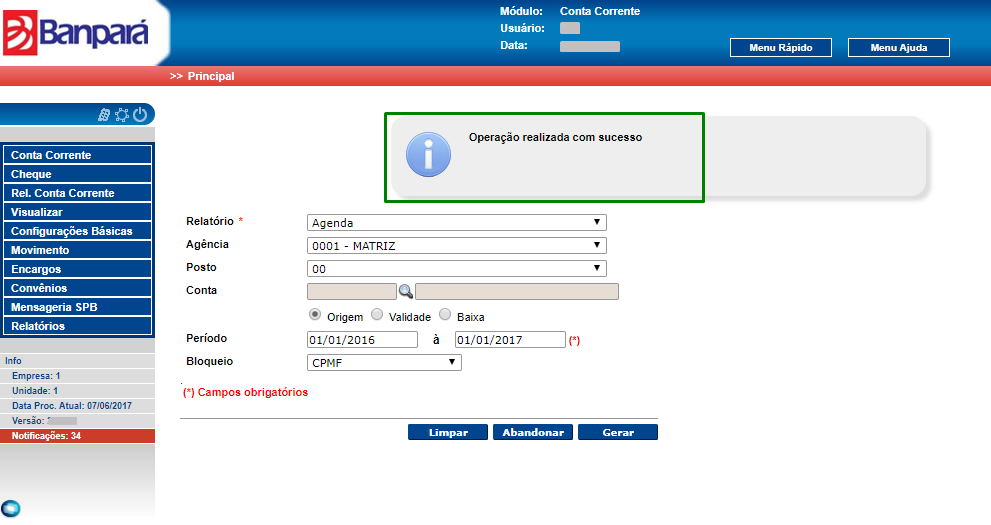 Banpará
Módulo: Conta Corrente
Usuário:
Data:
Menu Rápido
Menu Ajuda
>> Principal
Operação realizada com sucesso
Conta Corrente
Cheque
Rel. Conta Corrente
Visualizar
Configurações Básicas
Movimento
Encargos
Convênios
Mensageria SPB
Relatórios
Info
Empresa: 1
Unidade: 1
Data Proc. Atual: 07/06/2017
Versão:
Notificações: 34
Relatório * Agenda
Agência 0001 - MATRIZ
Posto 00
Conta
Origem Validade Baixa
Período 01/01/2016 à 01/01/2017 (*)
Bloqueio CPMF
(*) Campos obrigatórios
Limpar Abandonar Gerar